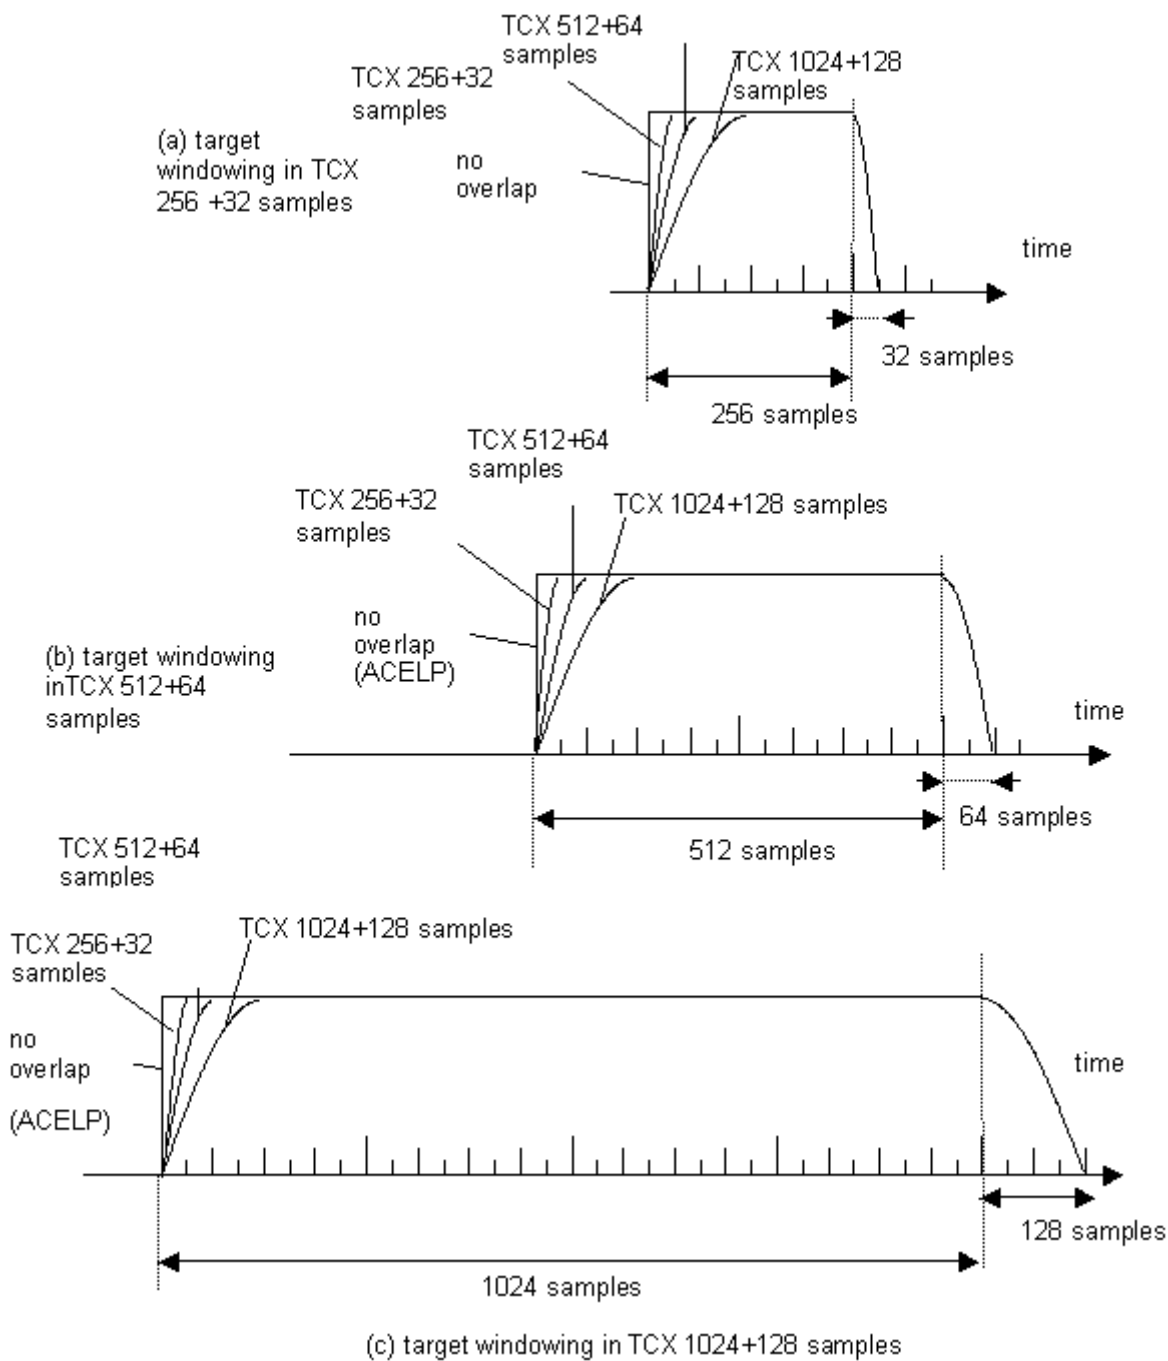 TCX 512+64
samples
TCX 256+32
samples
TCX 1024+128
samples
(a) target
windowing in TCX
256 +32 samples
no
overlap
time
32 samples
256 samples
TCX 512+64
samples
TCX 256+32
samples
TCX 1024+128 samples
no
overlap
(ACELP)
(b) target windowing
inTCX 512+64
samples
time
64 samples
512 samples
TCX 512+64
samples
TCX 256+32
samples
TCX 1024+128 samples
no
overlap
(ACELP)
time
128 samples
1024 samples
(c) target windowing in TCX 1024+128 samples